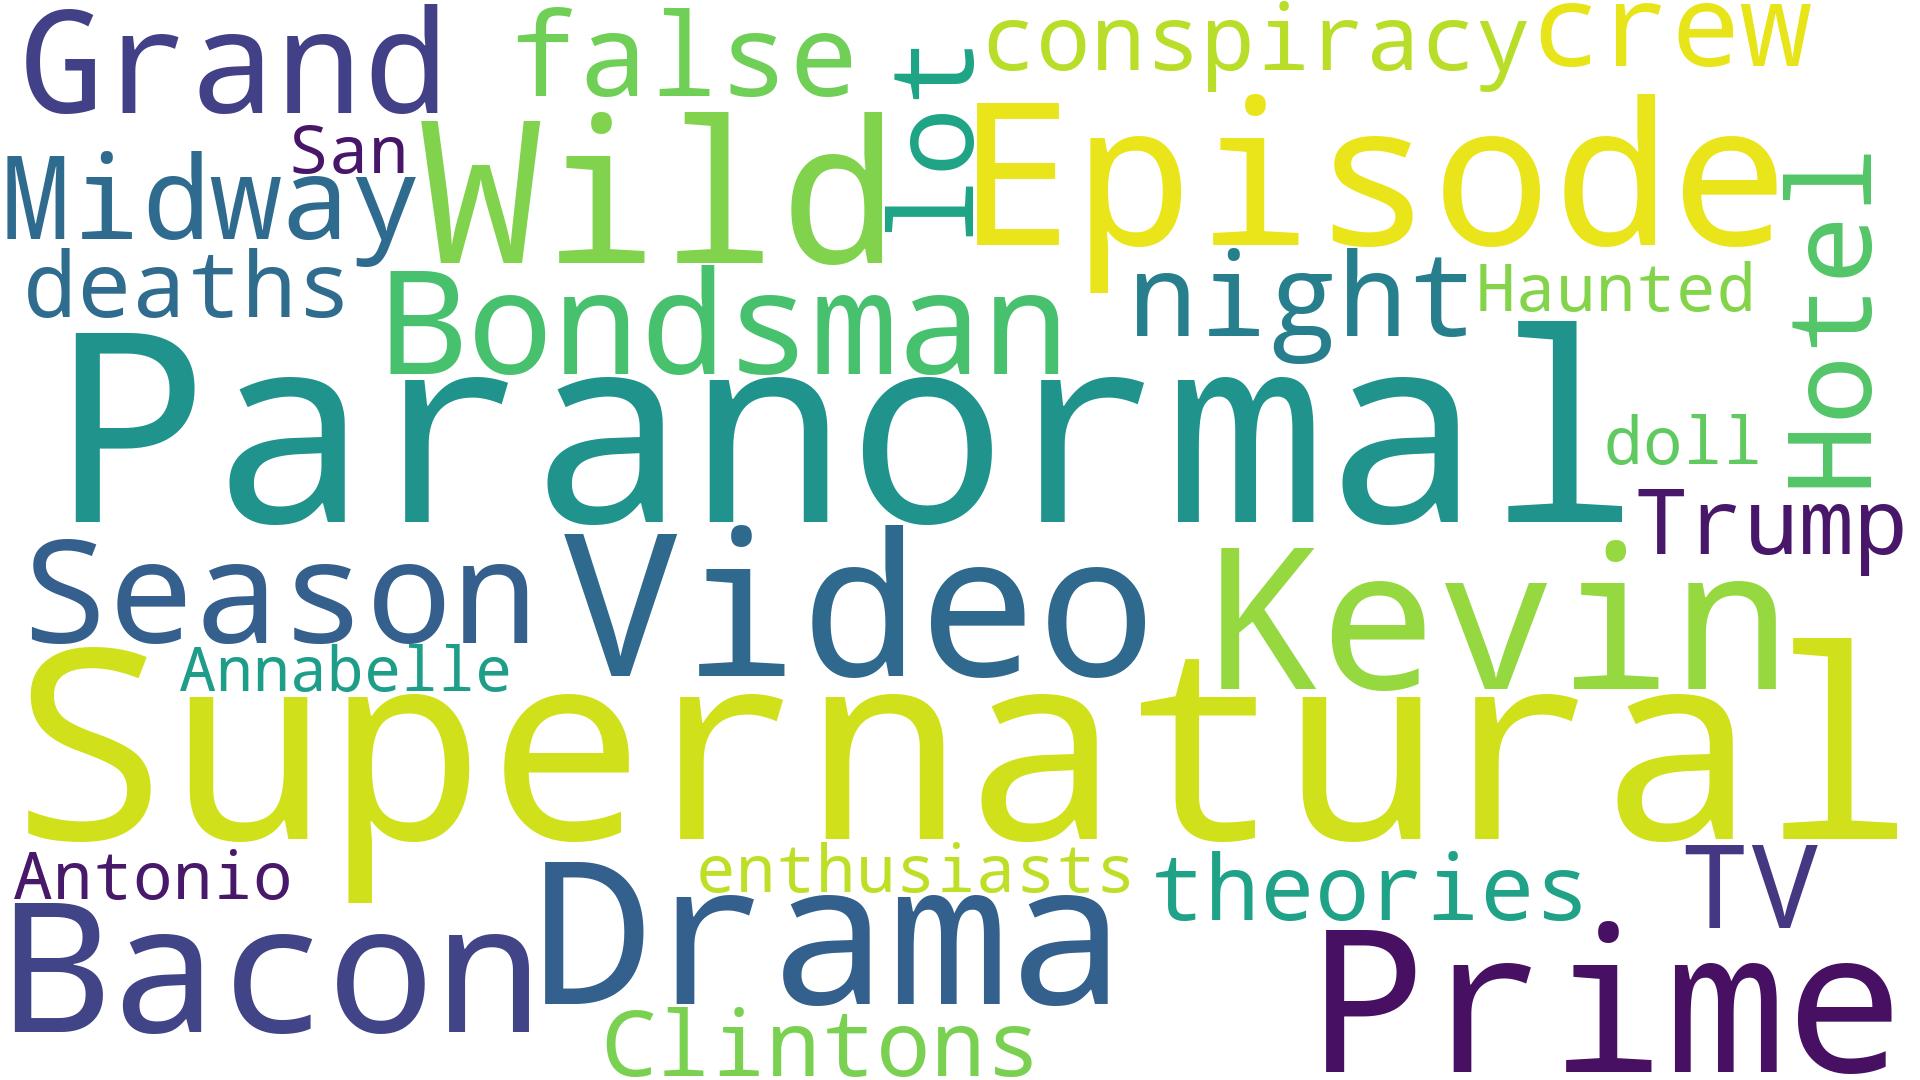 Grand
false
lot
conspiracy
crew
San
Wild
Episode
Midway
Hotel
deaths
Bondsman
night
Haunted
Paranormal
doll
Trump
Season
Video
Kevin
Annabelle
Supernatural
Antonio
enthusiasts
theories
TV
Bacon
Drama
Prime
Clintons